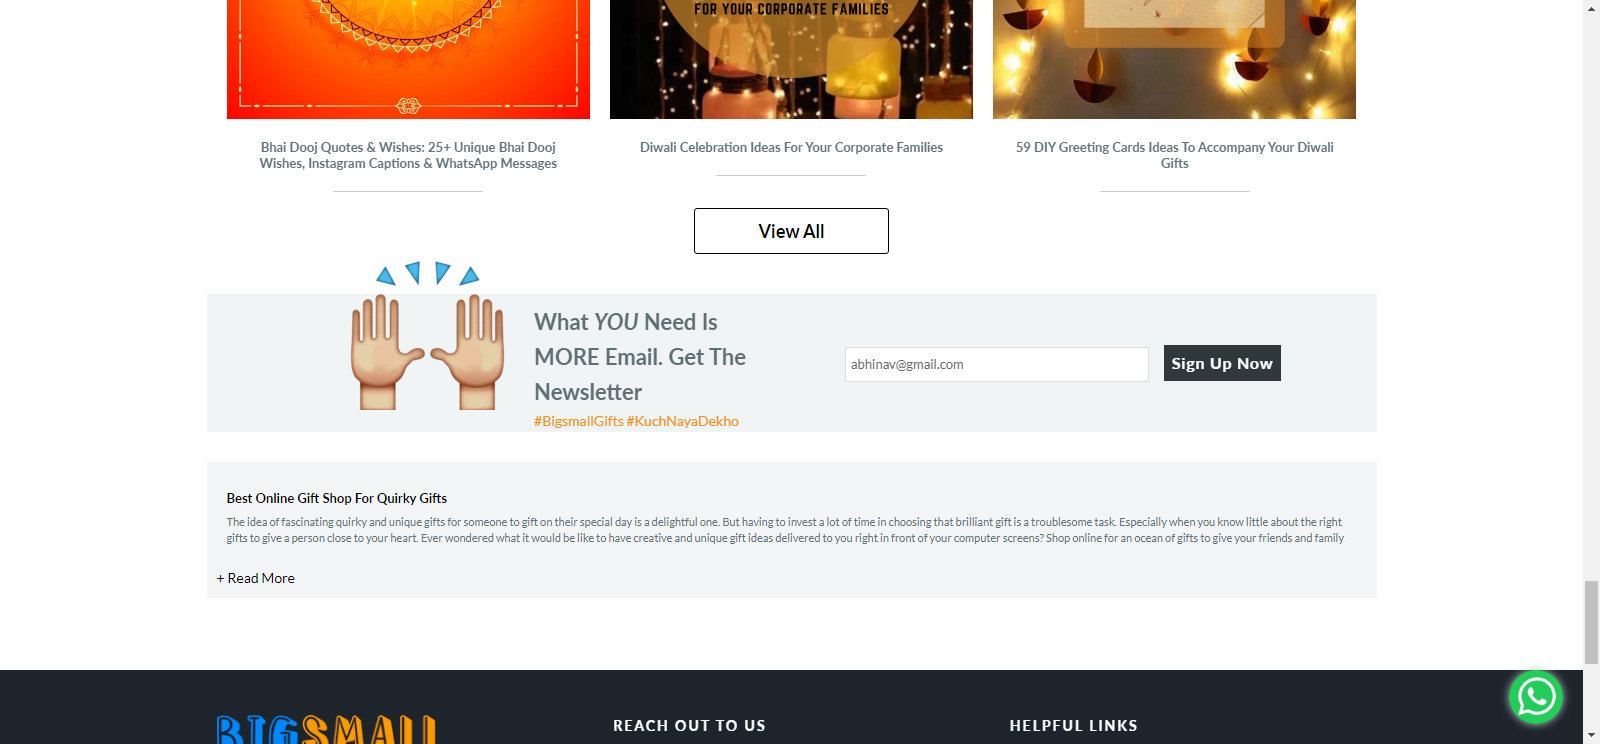 FOR YOUR CORPORATE FAMILIES
Bhai Dooj Quotes & Wishes: 25+ Unique Bhai Dooj
Wishes, Instagram Captions & WhatsApp Messages
Diwali Celebration Ideas For Your Corporate Families
59 DIY Greeting Cards Ideas To Accompany Your Diwali
Gifts
View All
What YOU Need Is
MORE Email. Get The
Newsletter
#BigsmallGifts #KuchNayaDekho
abhinav@gmail.com
Sign Up Now
Best Online Gift Shop For Quirky Gifts
The idea of fascinating quirky and unique gifts for someone to gift on their special day is a delightful one. But having to invest a lot of time in choosing that brilliant gift is a troublesome task. Especially when you know little about the right
gifts to give a person close to your heart. Ever wondered what it would be like to have creative and unique gift ideas delivered to you right in front of your computer screens? Shop online for an ocean of gifts to give your friends and family
+ Read More
BIGSMALL
REACH OUT TO US
HELPFUL LINKS